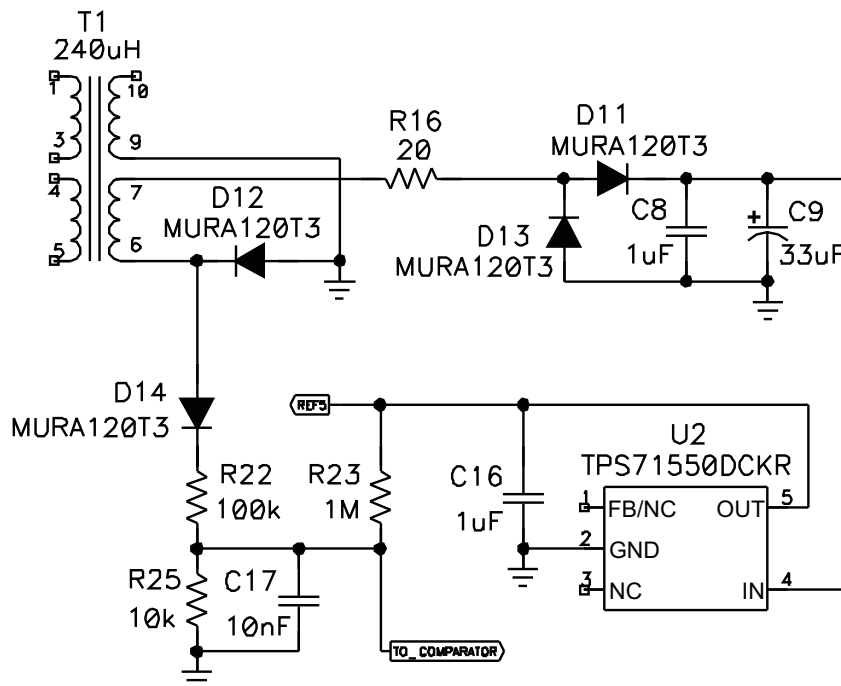 T1
240uH
1
10
3
9
4
7
5
6
R16
20
D11
MURA120T3
D12
MURA120T3
D13
MURA120T3
C8
1uF
+
C9
33uF
D14
MURA120T3
REF5
R22
100k
R23
1M
C16
1uF
U2
TPS71550DCKR
1
FB/NC
OUT
5
2
GND
3
NC
IN
4
R25
10k
C17
10nF
TO_COMPARATOR